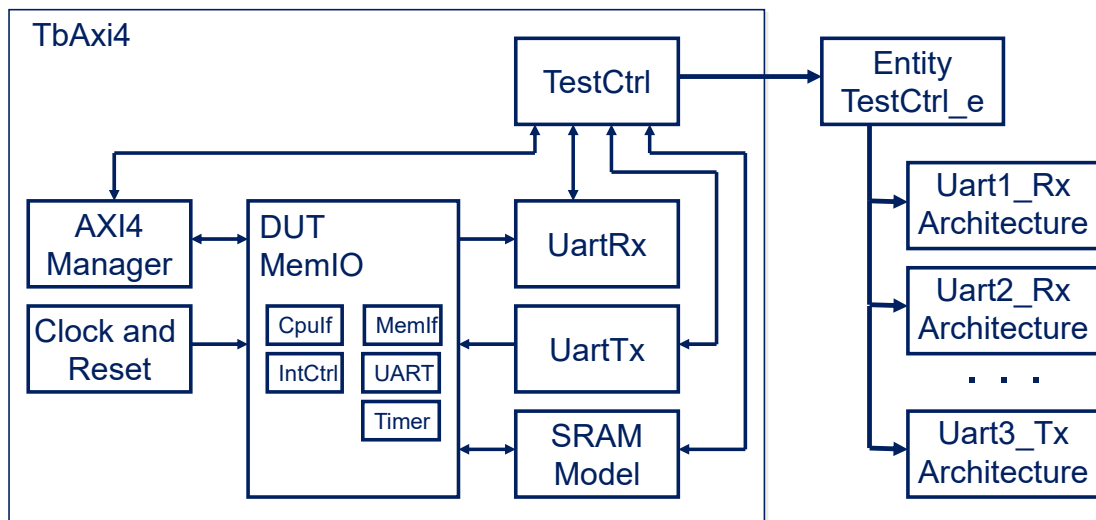 TbAxi4
TestCtrl
Entity
TestCtrl_e
AXI4
Manager
DUT
MemIO
UartRx
Uart1_Rx
Architecture
Clock and
Reset
CpuIf
MemIf
IntCtrl
UART
Timer
UartTx
Uart2_Rx
Architecture
. . .
SRAM
Model
Uart3_Tx
Architecture